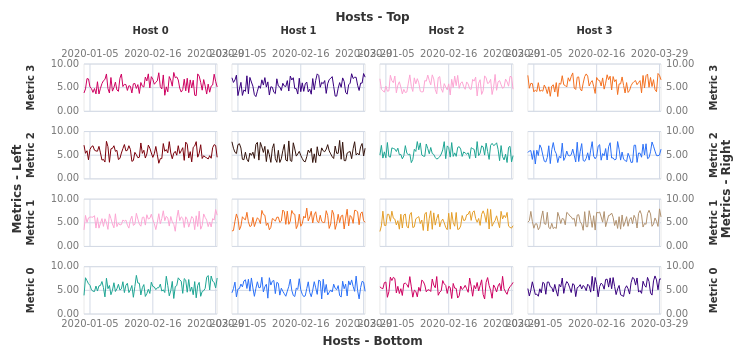 Hosts - Top
Host 0 Host 1 Host 2 Host 3
2020-01-05 2020-02-16 2020-03-29 2020-01-05 2020-02-16 2020-03-29 2020-01-05 2020-02-16 2020-03-29 2020-01-05 2020-02-16 2020-03-29
Metrics - Left
Metric 3 10.00 5.00 0.00 10.00 5.00 0.00 Metric 3
Metric 2 10.00 5.00 0.00 10.00 5.00 0.00 Metric 2
Metric 1 10.00 5.00 0.00 10.00 5.00 0.00 Metric 1
Metric 0 10.00 5.00 0.00 10.00 5.00 0.00 Metric 0
Metrics - Right
2020-01-05 2020-02-16 2020-03-29 2020-01-05 2020-02-16 2020-03-29 2020-01-05 2020-02-16 2020-03-29 2020-01-05 2020-02-16 2020-03-29
Hosts - Bottom